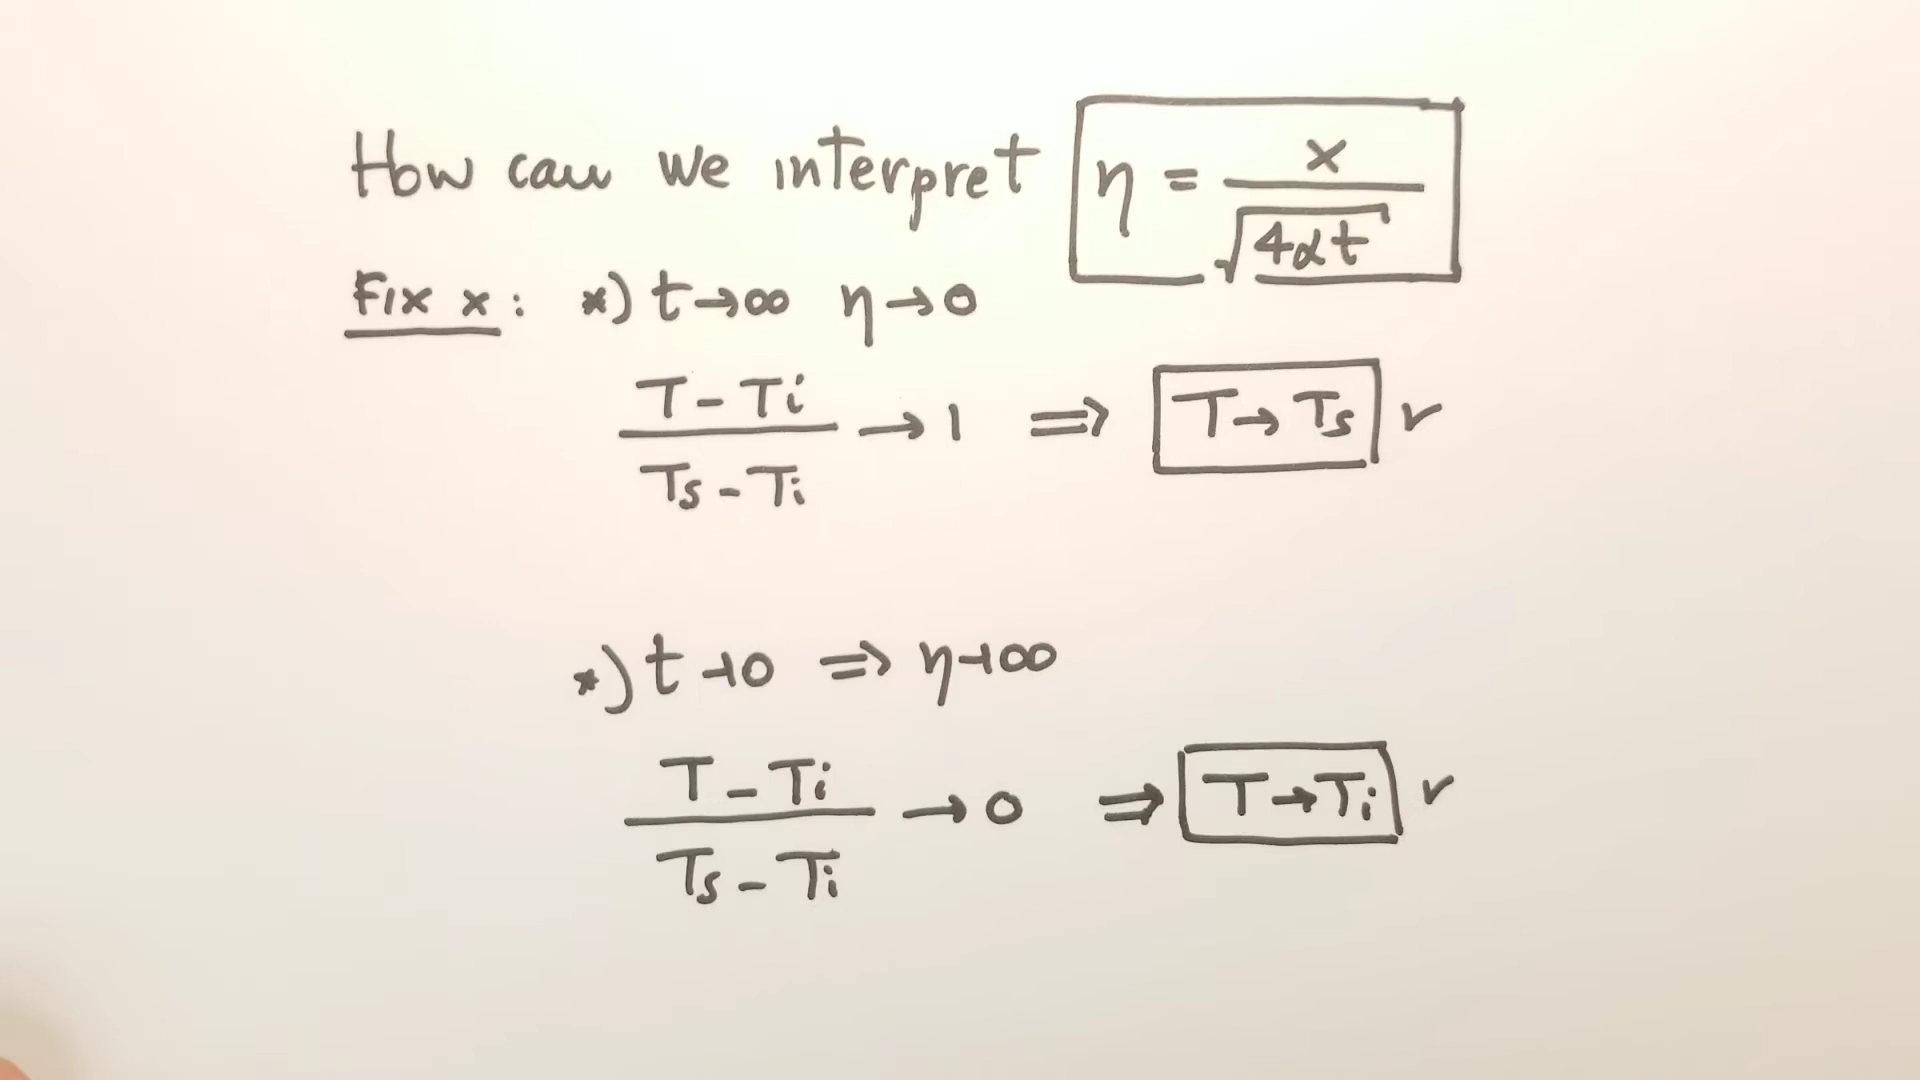 How can we interpret η = x / √4αt
Fix x : *) t→∞ η→0
T - Ti / Ts - Ti → 1 ⇒ T→Ts ✓
*) t→0 ⇒ η→∞
T - Ti / Ts - Ti → 0 ⇒ T→Ti ✓